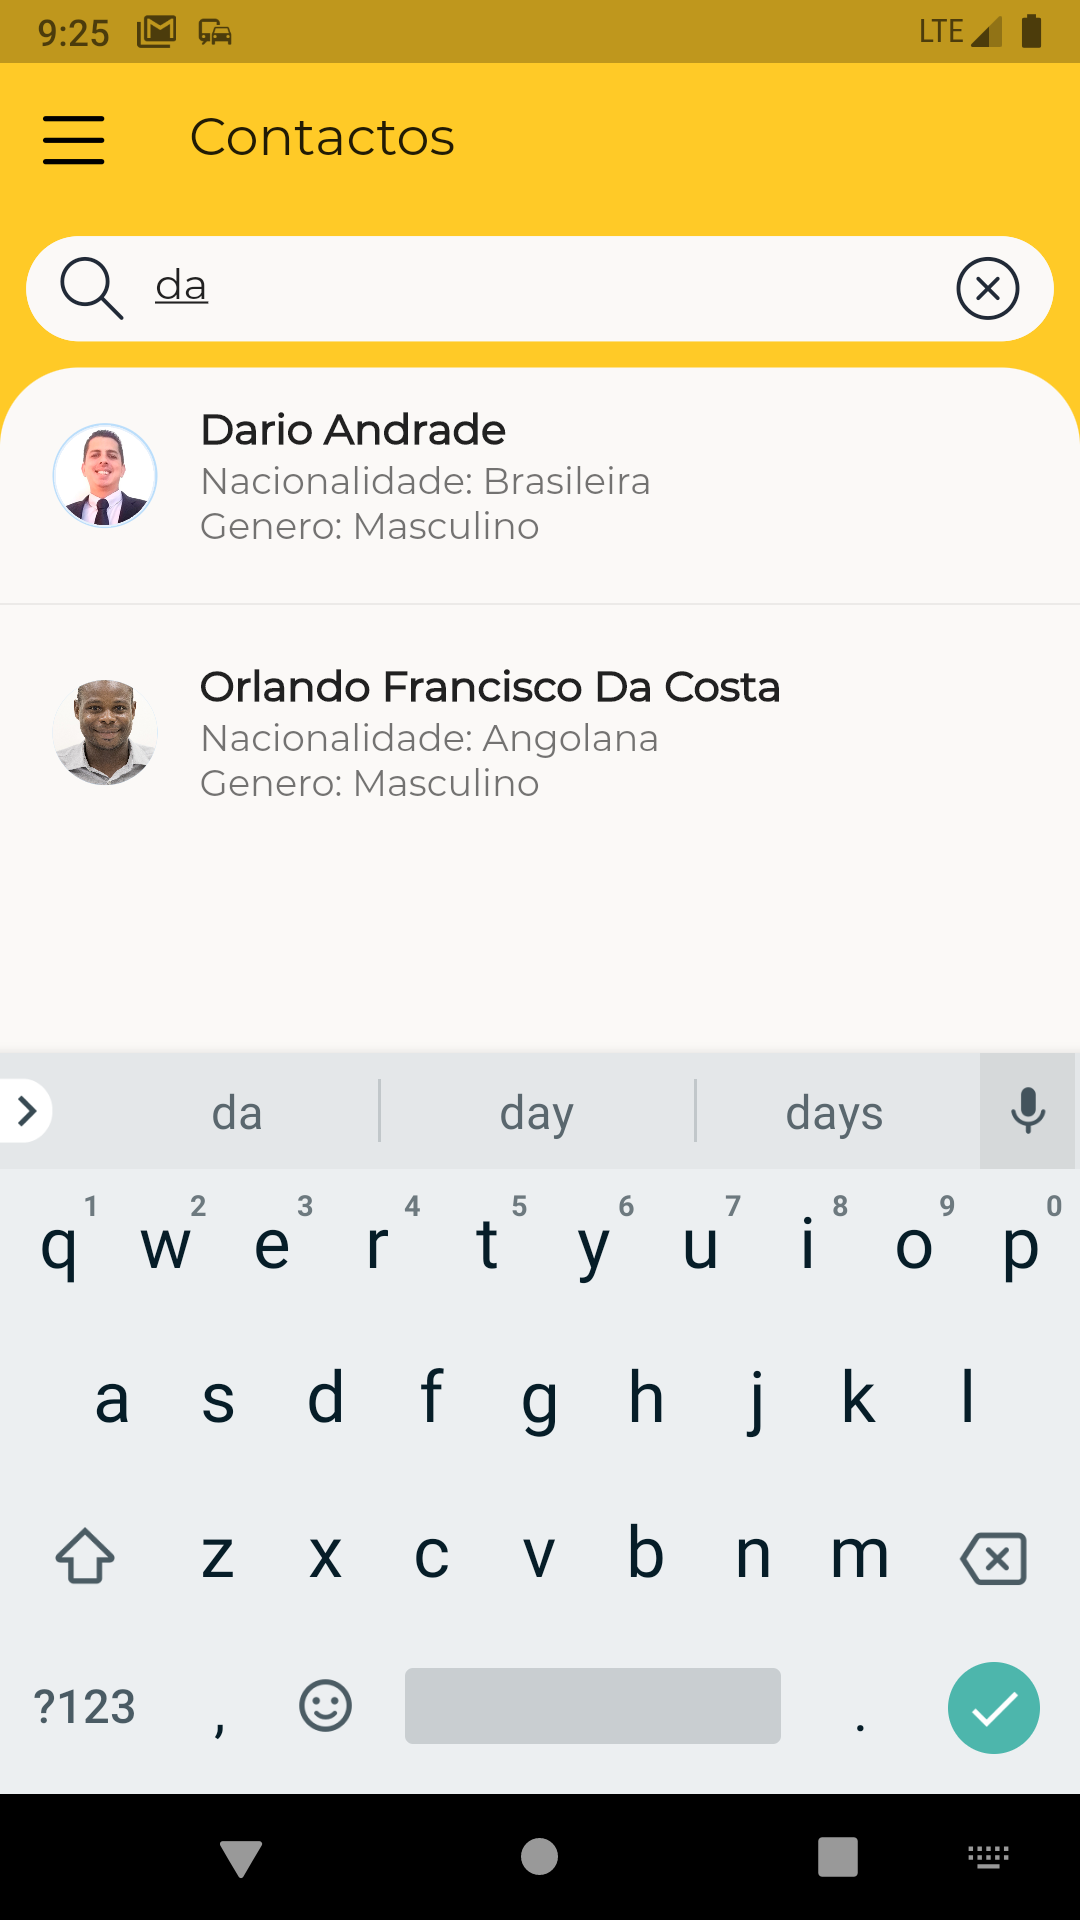 9:25 LTE
Contactos
da
Dario Andrade
Nacionalidade: Brasileira
Genero: Masculino
Orlando Francisco Da Costa
Nacionalidade: Angolana
Genero: Masculino
da day days
1 2 3 4 5 6 7 8 9 0
q w e r t y u i o p
a s d f g h j k l
z x c v b n m
?123 , .